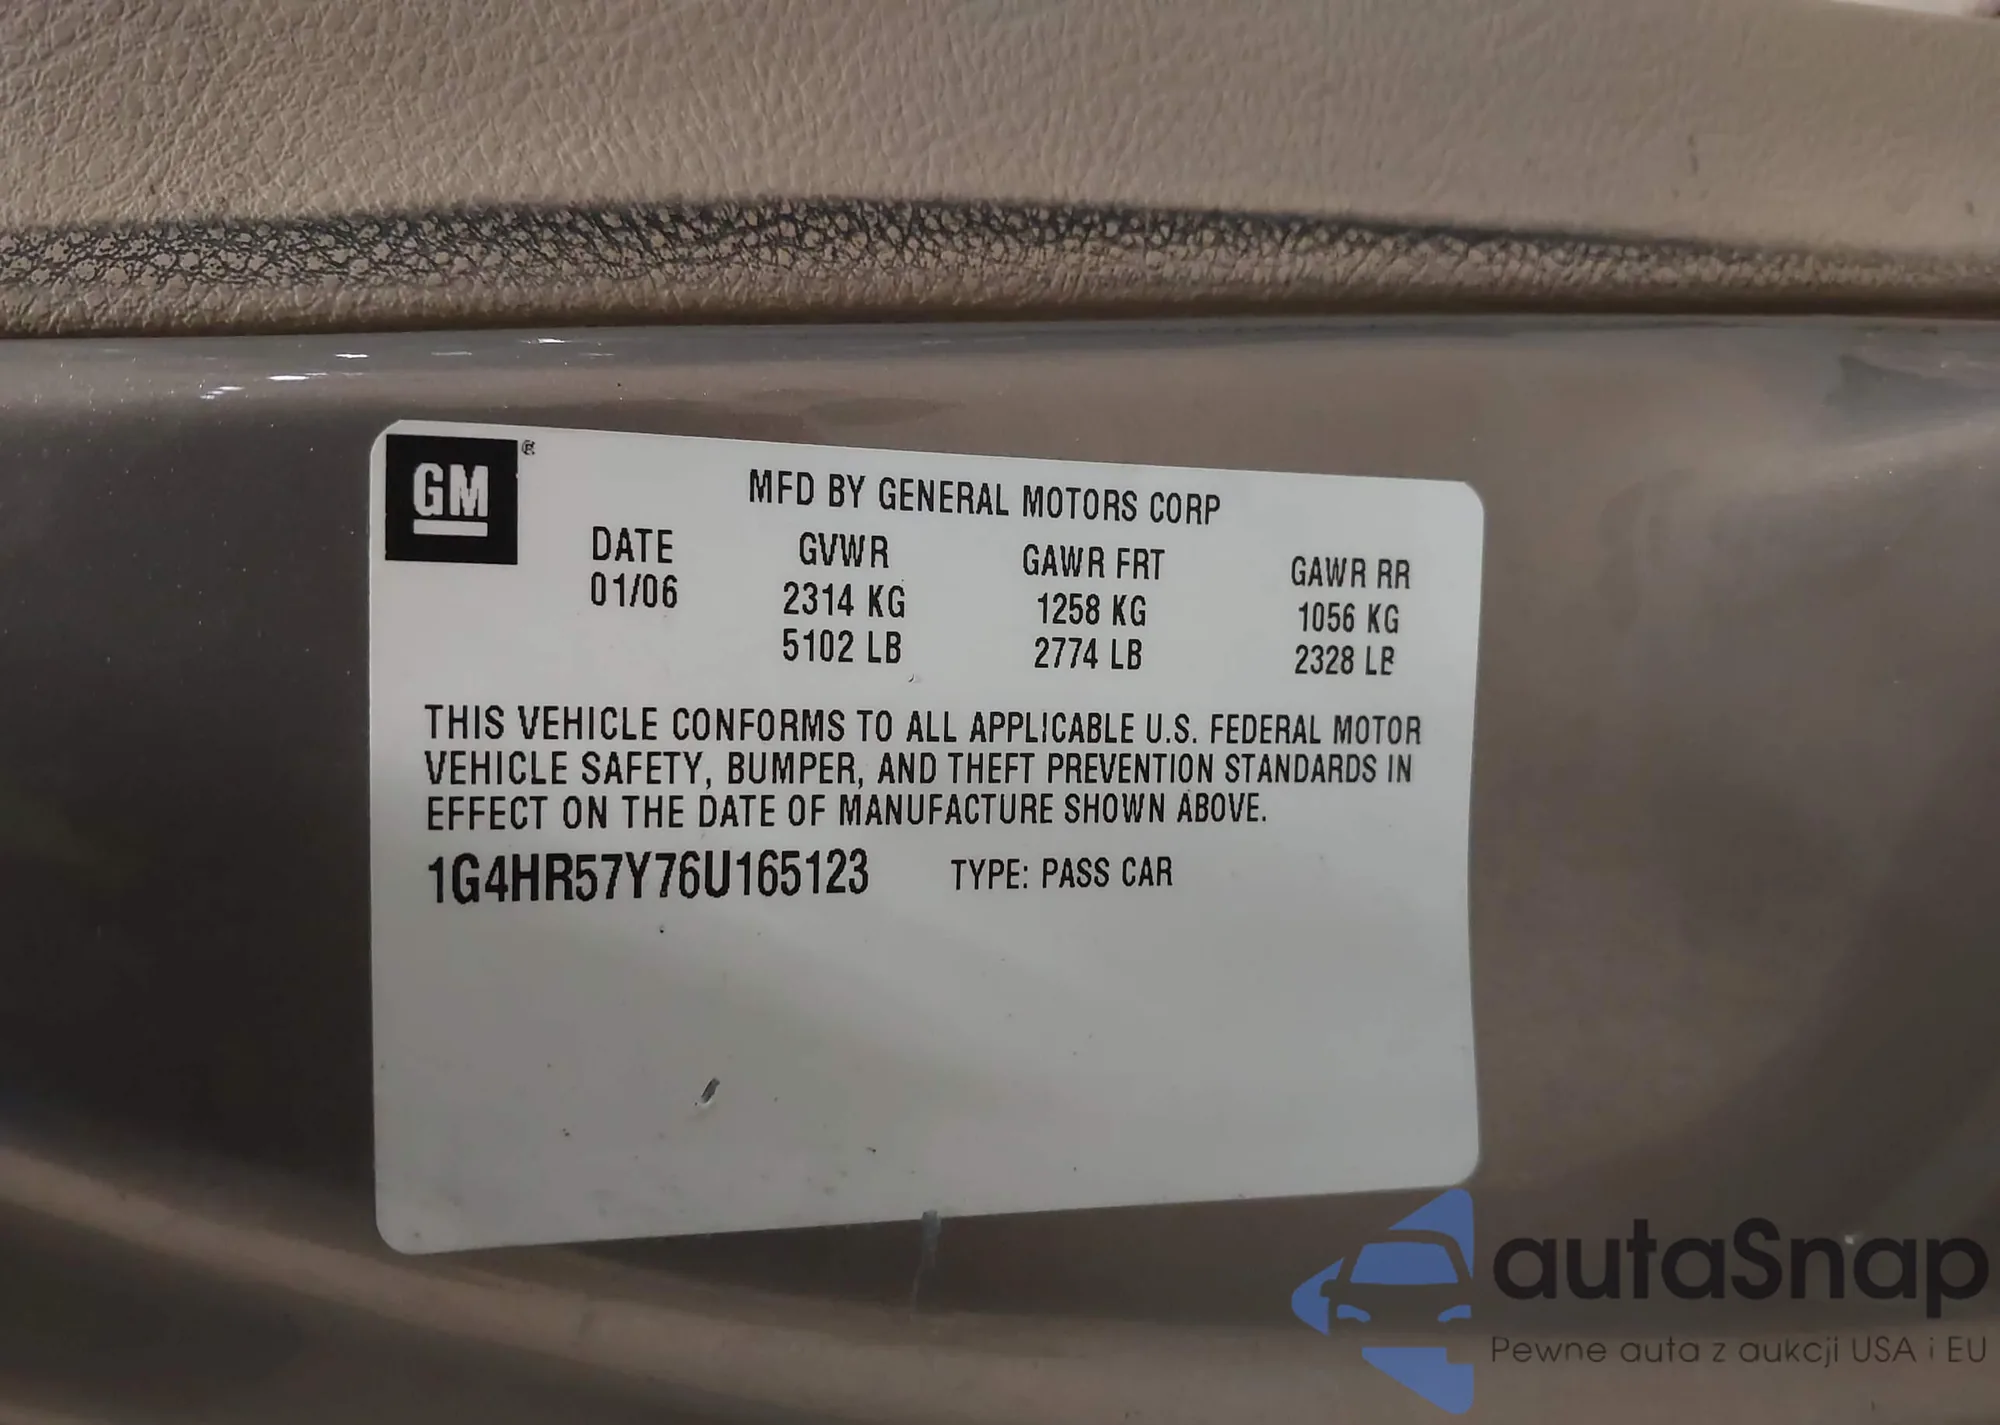 GM ®
MFD BY GENERAL MOTORS CORP
DATE GVWR GAWR FRT GAWR RR
01/06 2314 KG 1258 KG 1056 KG
5102 LB 2774 LB 2328 LB
THIS VEHICLE CONFORMS TO ALL APPLICABLE U.S. FEDERAL MOTOR
VEHICLE SAFETY, BUMPER, AND THEFT PREVENTION STANDARDS IN
EFFECT ON THE DATE OF MANUFACTURE SHOWN ABOVE.
1G4HR57Y76U165123 TYPE: PASS CAR
autaSnap
Pewne auta z aukcji USA i EU